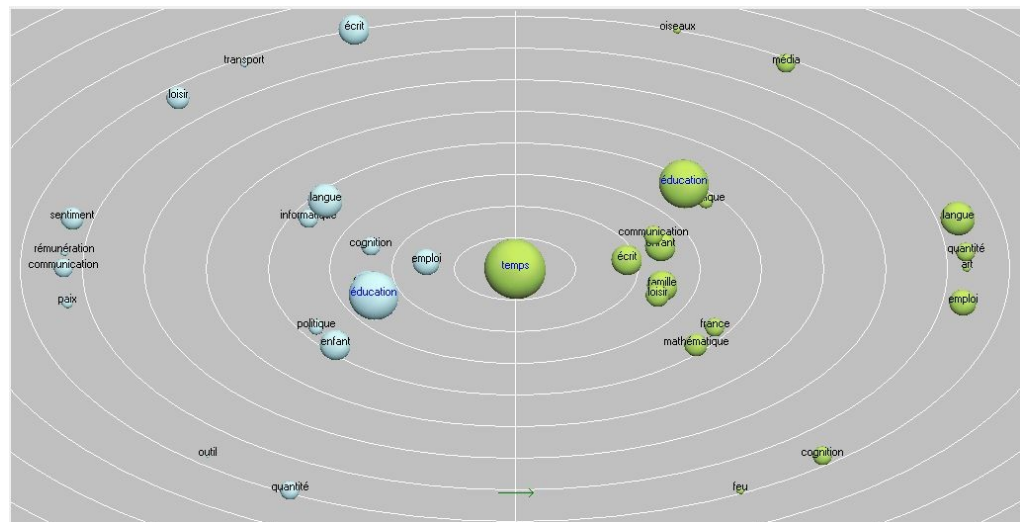 écrit
oiseaux
transport
média
loisir
éducation
langue
informatique
sentiment
langue
communication
enfant
cognition
rémunération
quantité
emploi
écrit
temps
communication
art
famille
éducation
loisir
paix
emploi
politique
france
enfant
mathématique
outil
cognition
quantité
feu